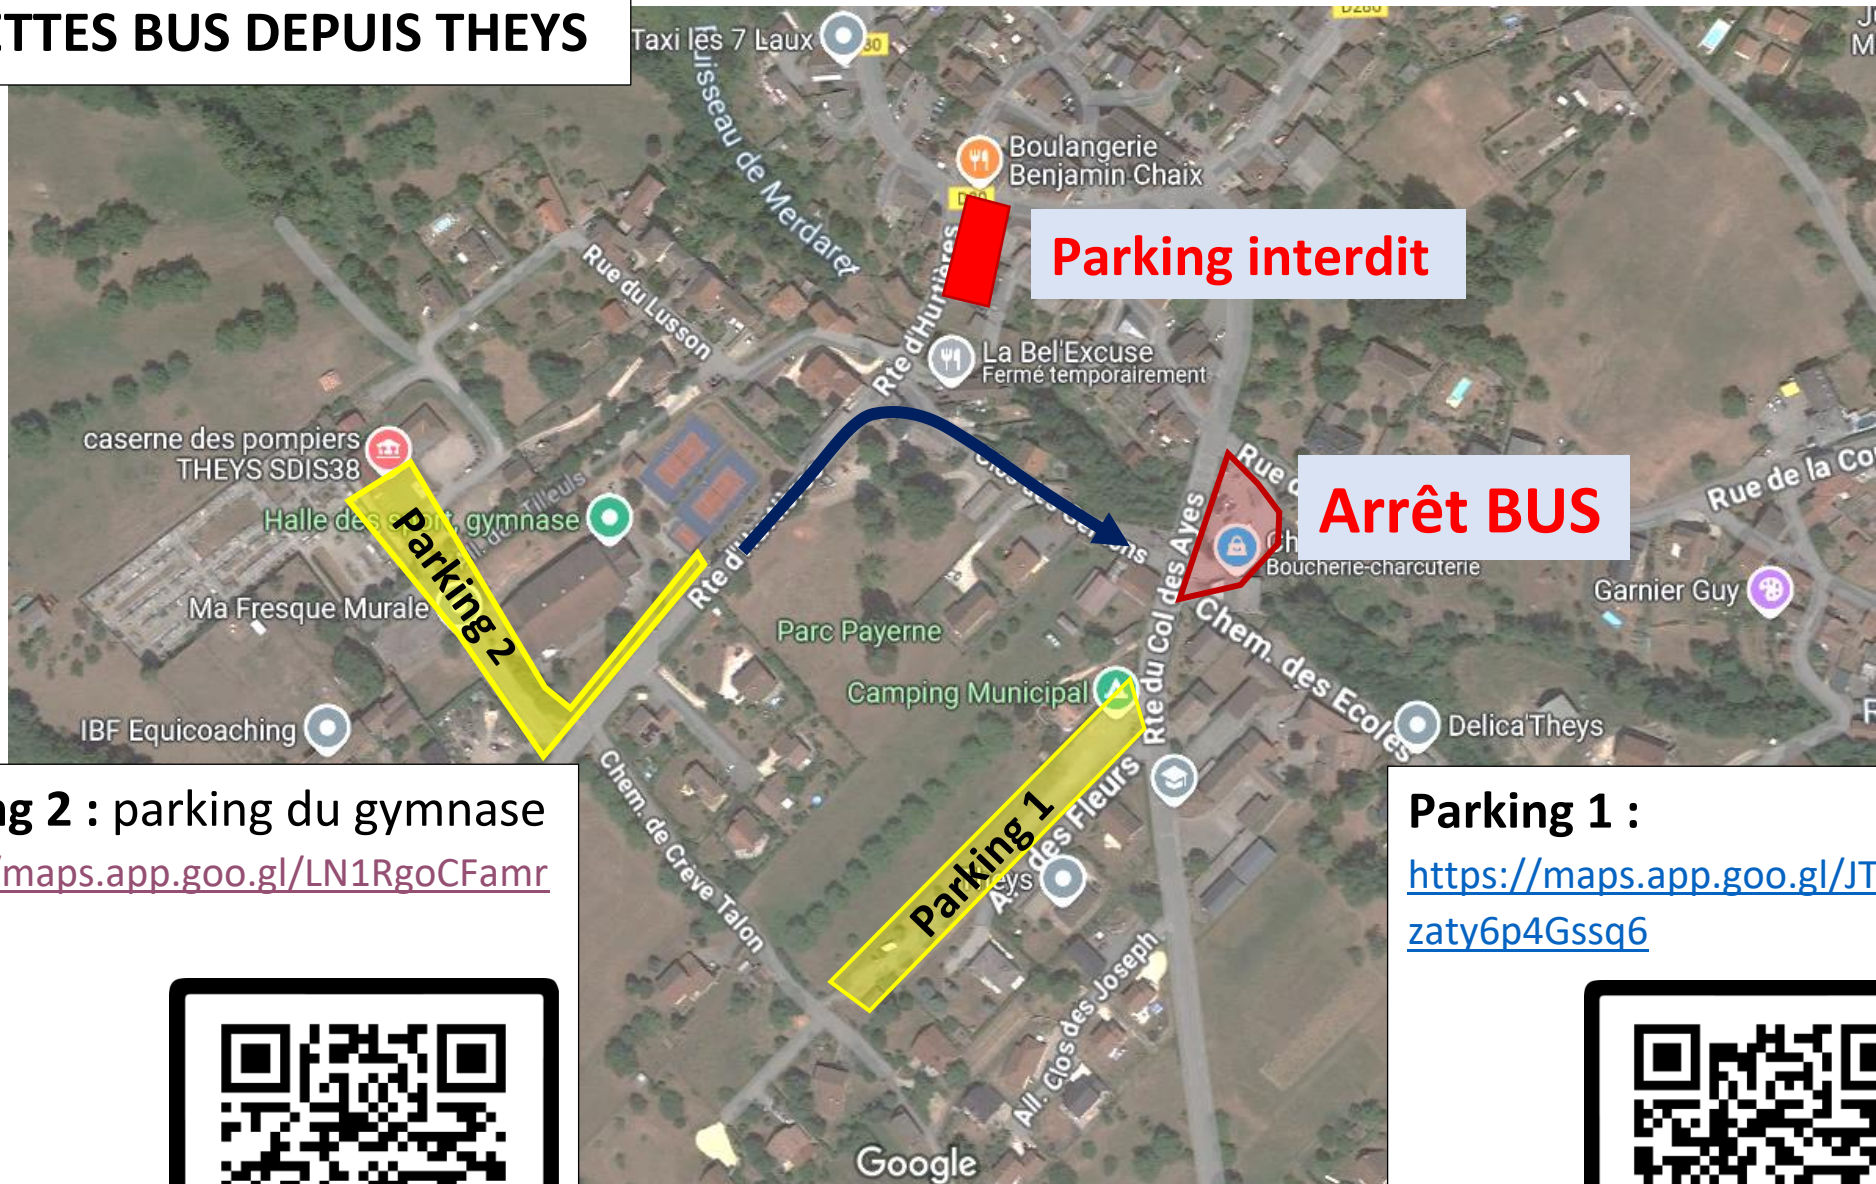 TTES BUS DEPUIS THEYS
Taxi les 7 Laux
D280
Ruisseau de Merdaret
Boulangerie
Benjamin Chaix
Parking interdit
Rte d'Hurtières
Rue du Lusson
La Bel'Excuse
Fermé temporairement
caserne des pompiers
THEYS SDIS38
Tilleuls
Halle des sport, gymnase
Rue de la Co
Arrêt BUS
Boucherie-charcuterie
Garnier Guy
Parking 2
Ma Fresque Murale
Rte d'
Parc Payerne
Rte du Col des Ayes
Chem. des Ecoles
Camping Municipal
Delica'Theys
IBF Equicoaching
Chem. de Crève Talon
des Fleurs
Parking 1
All. Clos des Joseph
g 2 : parking du gymnase
/maps.app.goo.gl/LN1RgoCFamr
Parking 1 :
https://maps.app.goo.gl/JT
zaty6p4Gssq6
Google